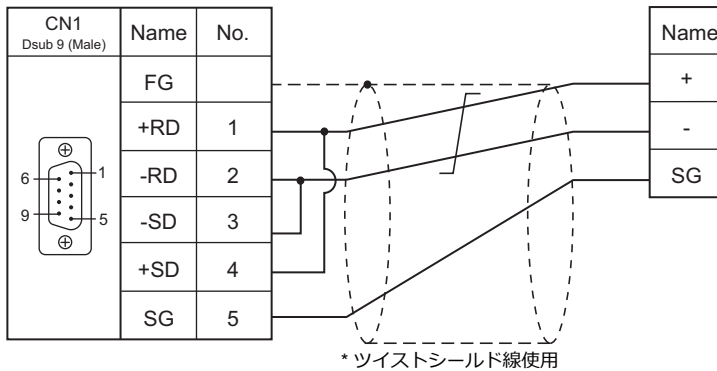 CN1
Dsub 9 (Male)
Name No.
FG
+RD 1
-RD 2
-SD 3
+SD 4
SG 5
1
6
9
5
Name
+
-
SG
* ツイストシールド線使用